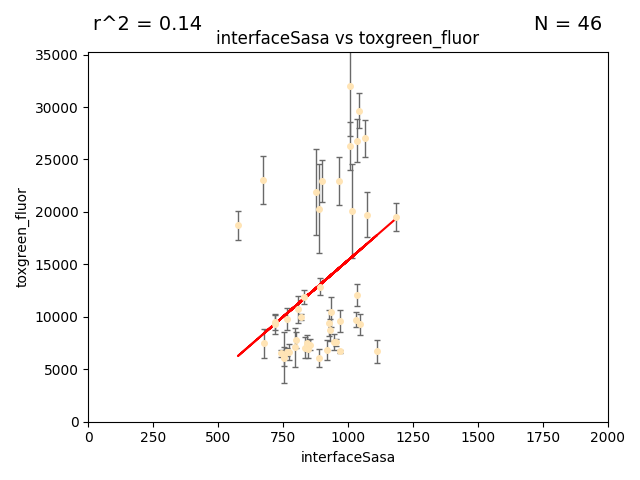 r^2 = 0.14
N = 46
interfaceSasa vs toxgreen_fluor
35000
30000
25000
20000
15000
10000
5000
0
toxgreen_fluor
0 250 500 750 1000 1250 1500 1750 2000
interfaceSasa